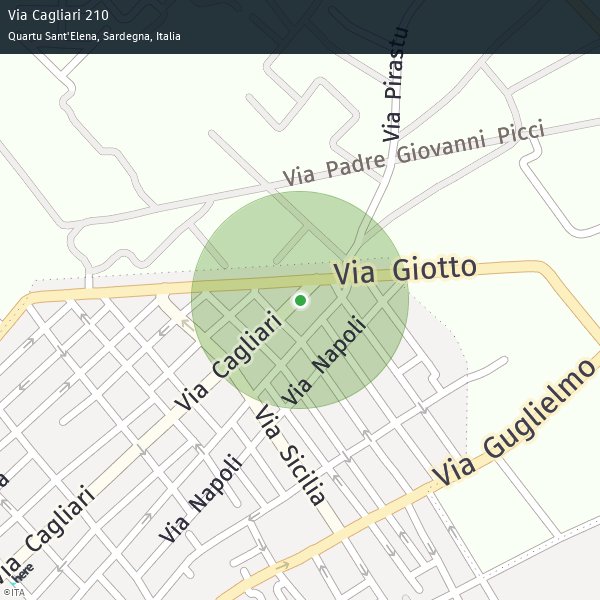 Via Cagliari 210
Quartu Sant'Elena, Sardegna, Italia
Via Pirastu
Via Padre Giovanni Picci
Via Giotto
Via Cagliari
Via Napoli
Via Guglielmo
Via Sicilia
Via Napoli
Via Cagliari
here
©ITA